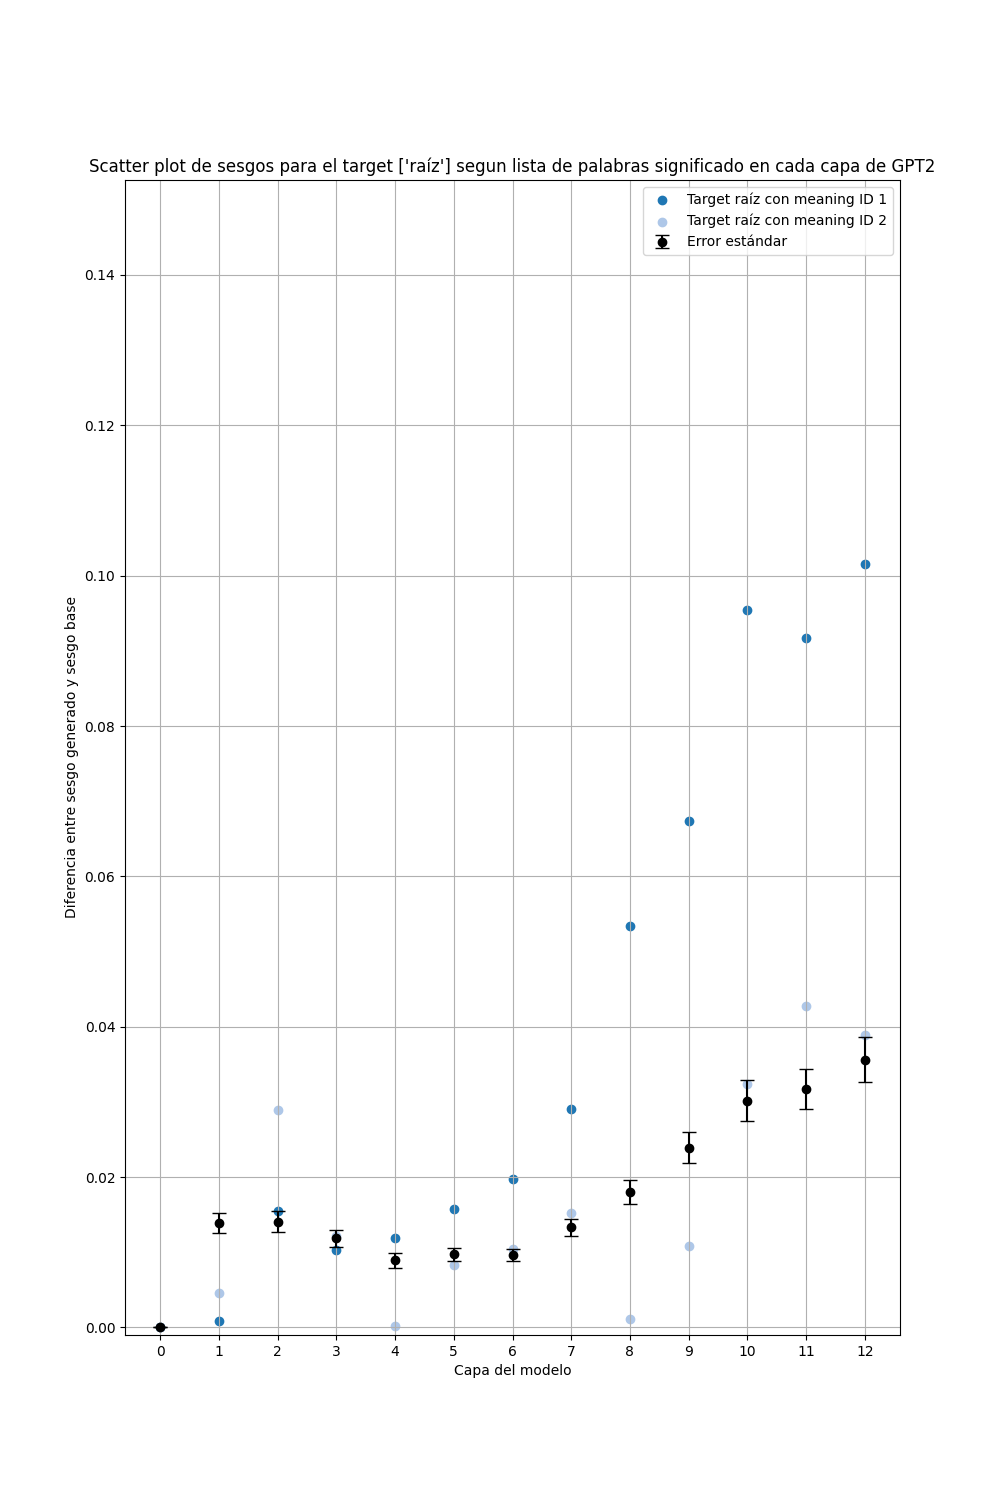 Scatter plot de sesgos para el target ['raíz'] segun lista de palabras significado en cada capa de GPT2
Target raíz con meaning ID 1
Target raíz con meaning ID 2
Error estándar
0.14
0.12
0.10
0.08
0.06
0.04
0.02
0.00
Diferencia entre sesgo generado y sesgo base
0 1 2 3 4 5 6 7 8 9 10 11 12
Capa del modelo